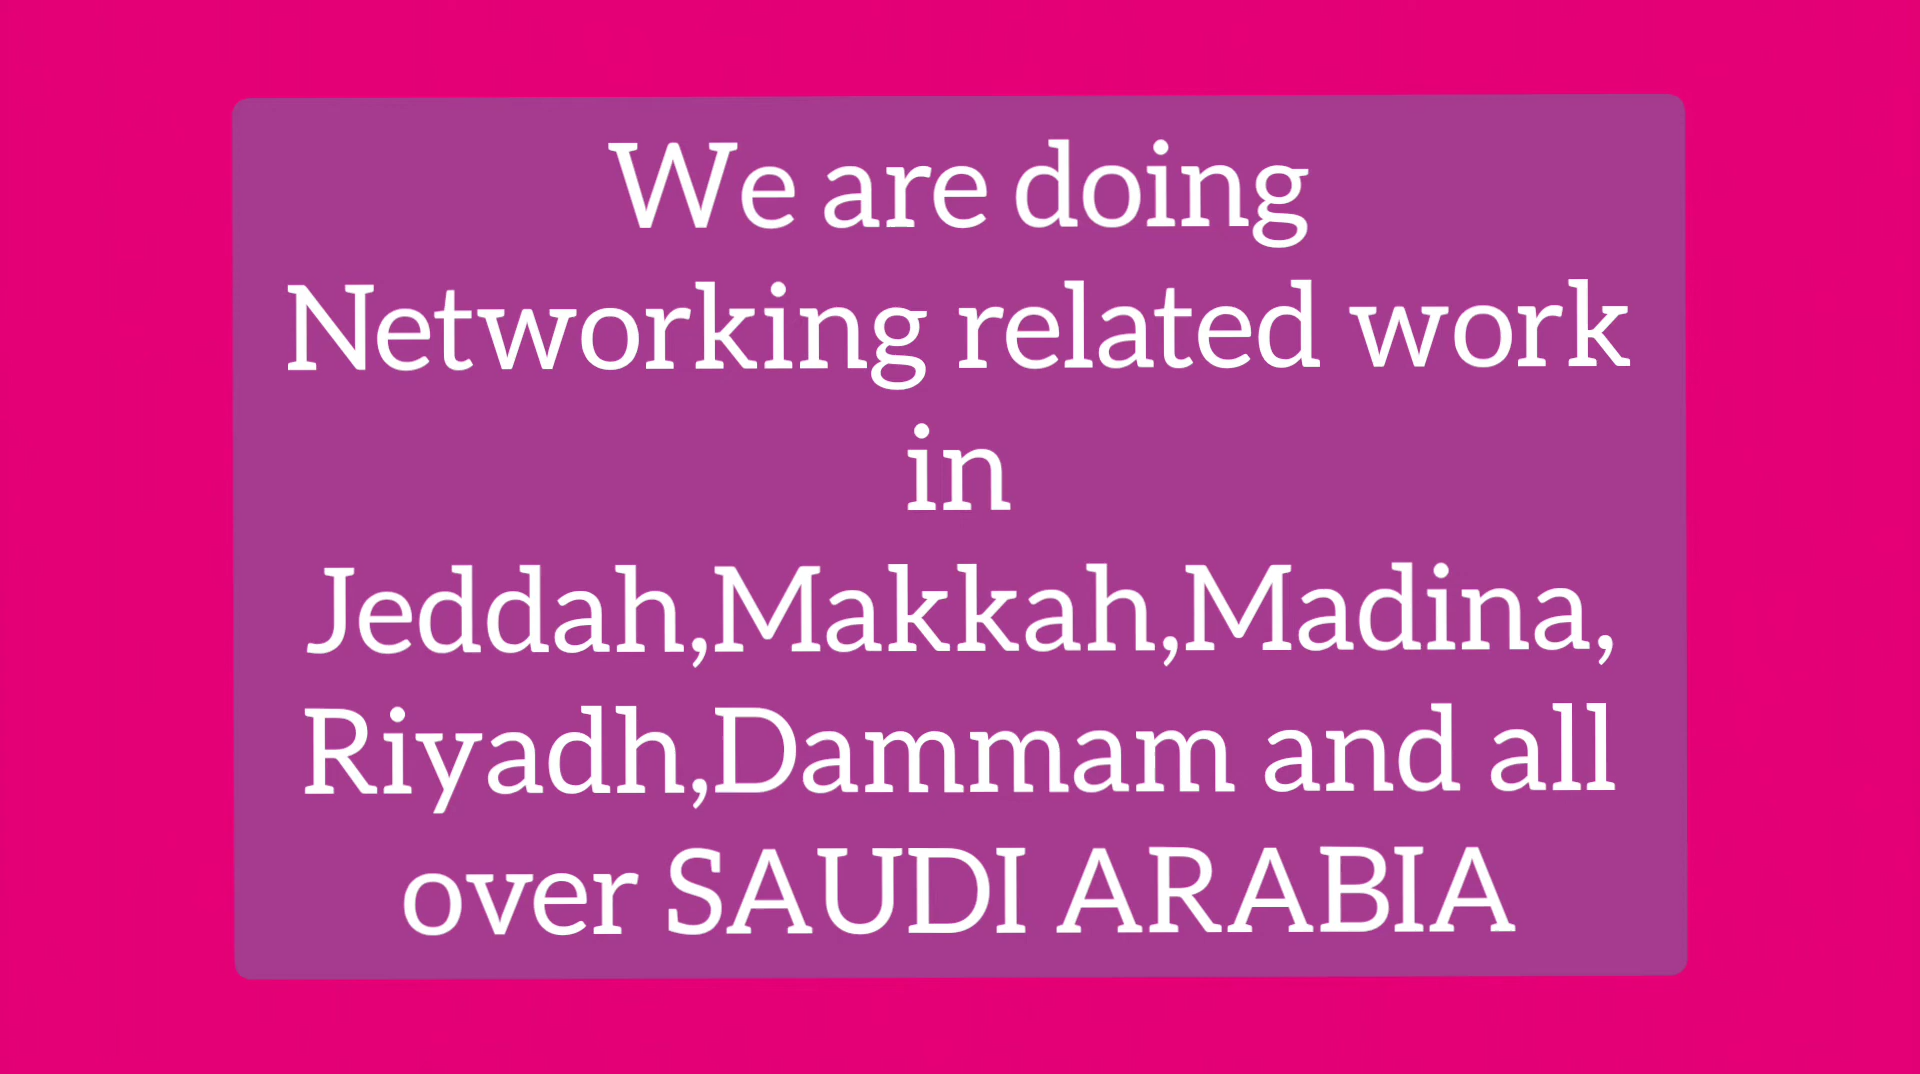 We are doing
Networking related work
in
Jeddah,Makkah,Madina,
Riyadh,Dammam and all
over SAUDI ARABIA